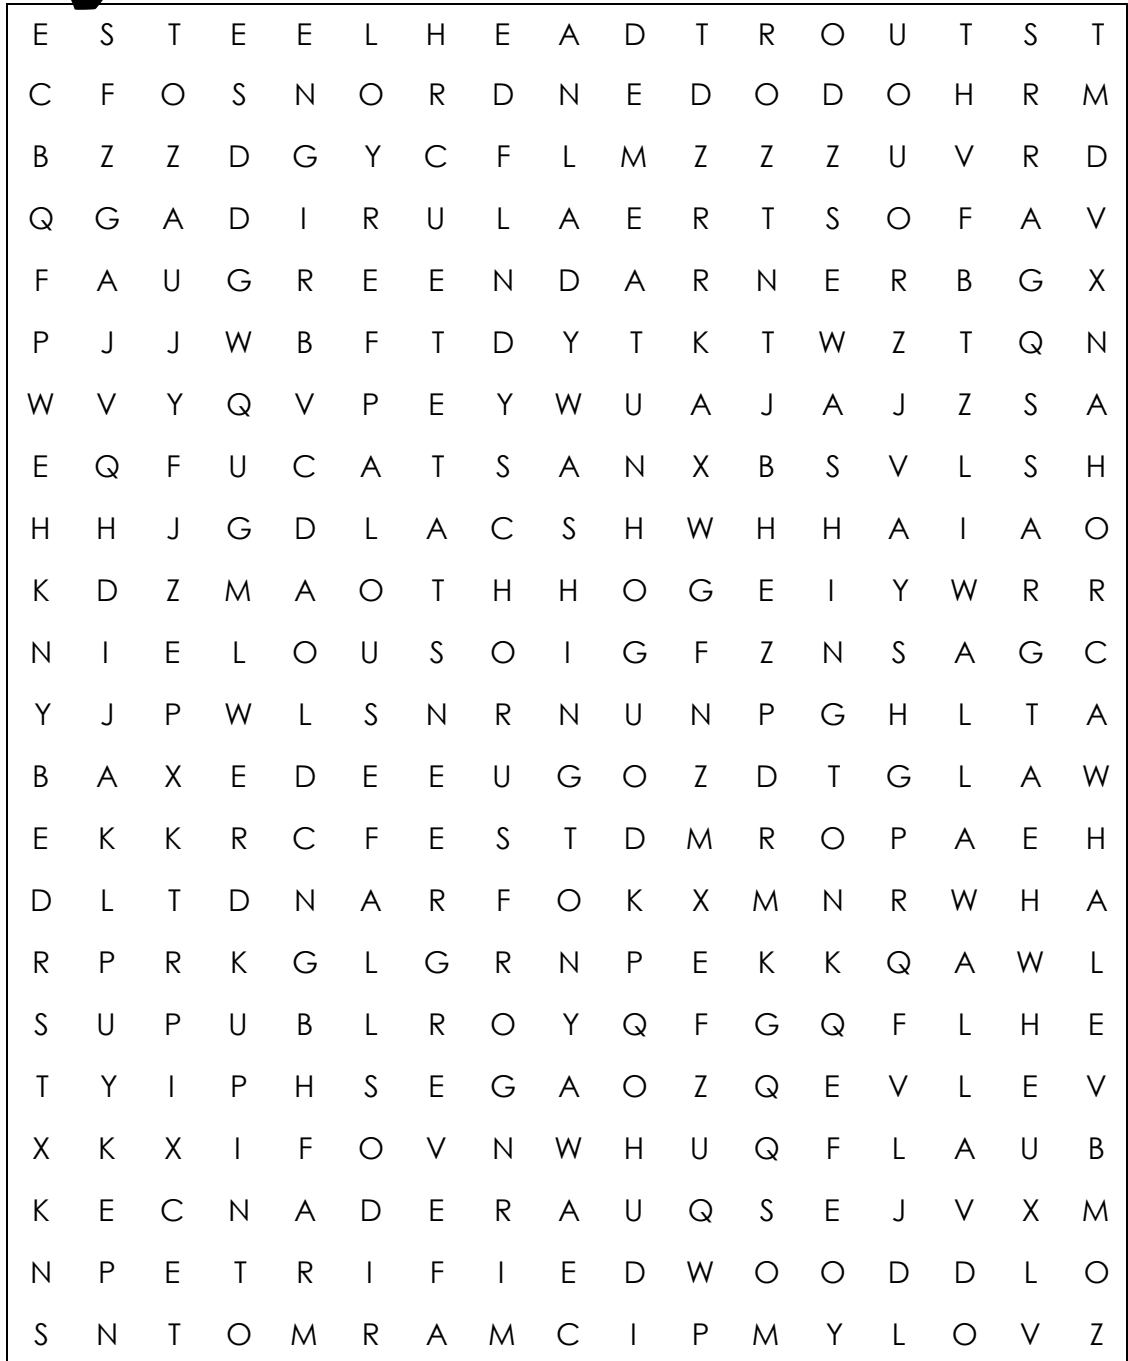 E S T E E L H E A D T R O U T S T
C F O S N O R D N E D O D O H R M
B Z Z D G Y C F L M Z Z Z U V R D
Q G A D I R U L A E R T S O F A V
F A U G R E E N D A R N E R B G X
P J J W B F T D Y T K T W Z T Q N
W V Y Q V P E Y W U A J A J Z S A
E Q F U C A T S A N X B S V L S H
H H J G D L A C S H W H H A I A O
K D Z M A O T H H O G E I Y W R R
N I E L O U S O I G F Z N S A G C
Y J P W L S N R N U N P G H L T A
B A X E D E E U G O Z D T G L A W
E K K R C F E S T D M R O P A E H
D L T D N A R F O K X M N R W H A
R P R K G L G R N P E K K Q A W L
S U P U B L R O Y Q F G Q F L H E
T Y I P H S E G A O Z Q E V L E V
X K X I F O V N W H U Q F L A U B
K E C N A D E R A U Q S E J V X M
N P E T R I F I E D W O O D D L O
S N T O M R A M C I P M Y L O V Z